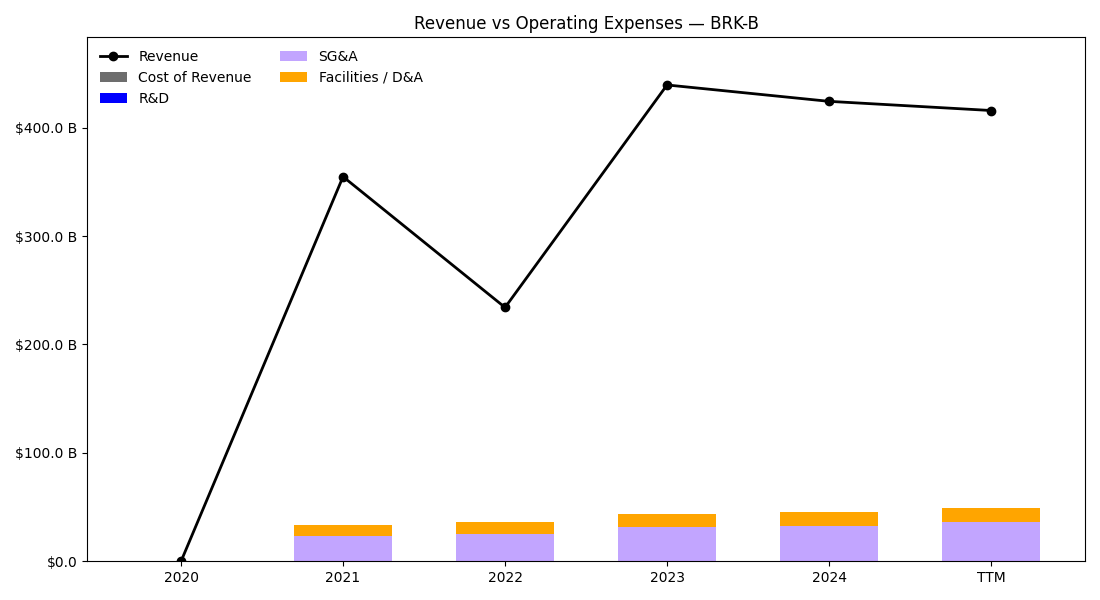 Revenue vs Operating Expenses — BRK-B
Revenue
Cost of Revenue
R&D
SG&A
Facilities / D&A
$400.0 B
$300.0 B
$200.0 B
$100.0 B
$0.0
2020 2021 2022 2023 2024 TTM